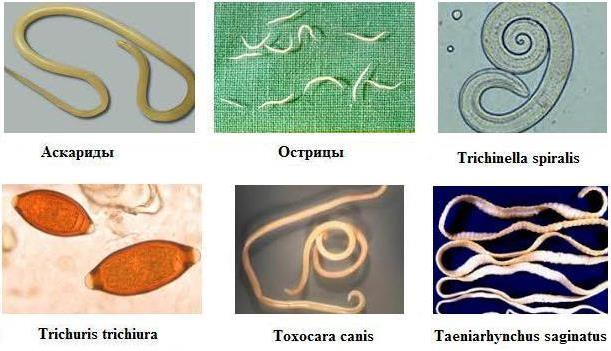 Аскариды
Острицы
Trichinella spiralis
Trichuris trichiura
Toxocara canis
Taeniarhynchus saginatus